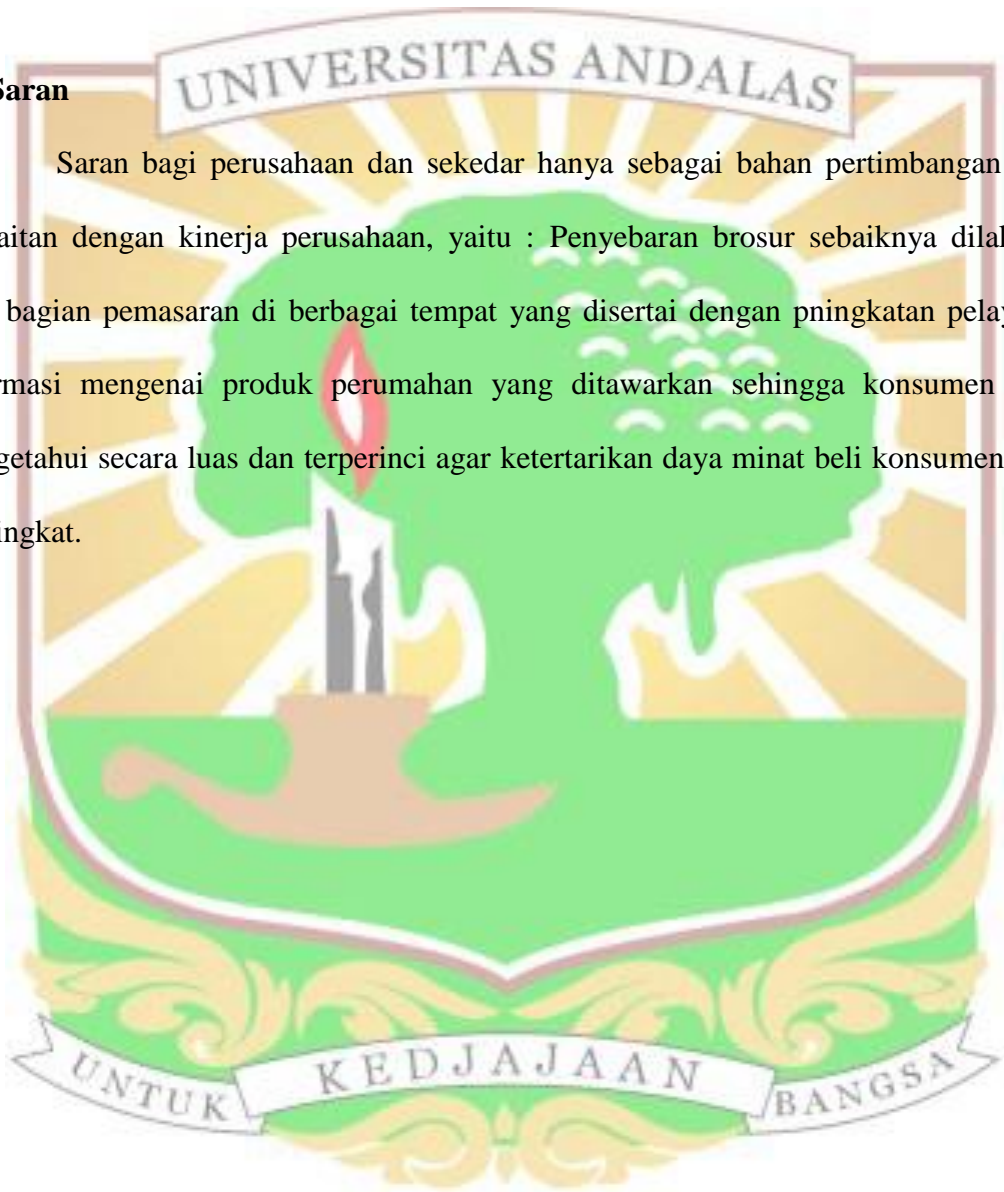 UNIVERSITAS ANDALAS
Saran
Saran bagi perusahaan dan sekedar hanya sebagai bahan pertimbangan
aitan dengan kinerja perusahaan, yaitu : Penyebaran brosur sebaiknya dilal
bagian pemasaran di berbagai tempat yang disertai dengan pningkatan pelay
rmasi mengenai produk perumahan yang ditawarkan sehingga konsumen
getahui secara luas dan terperinci agar ketertarikan daya minat beli konsumen
ingkat.
UNTUK KEDJAJAAN BANGSA